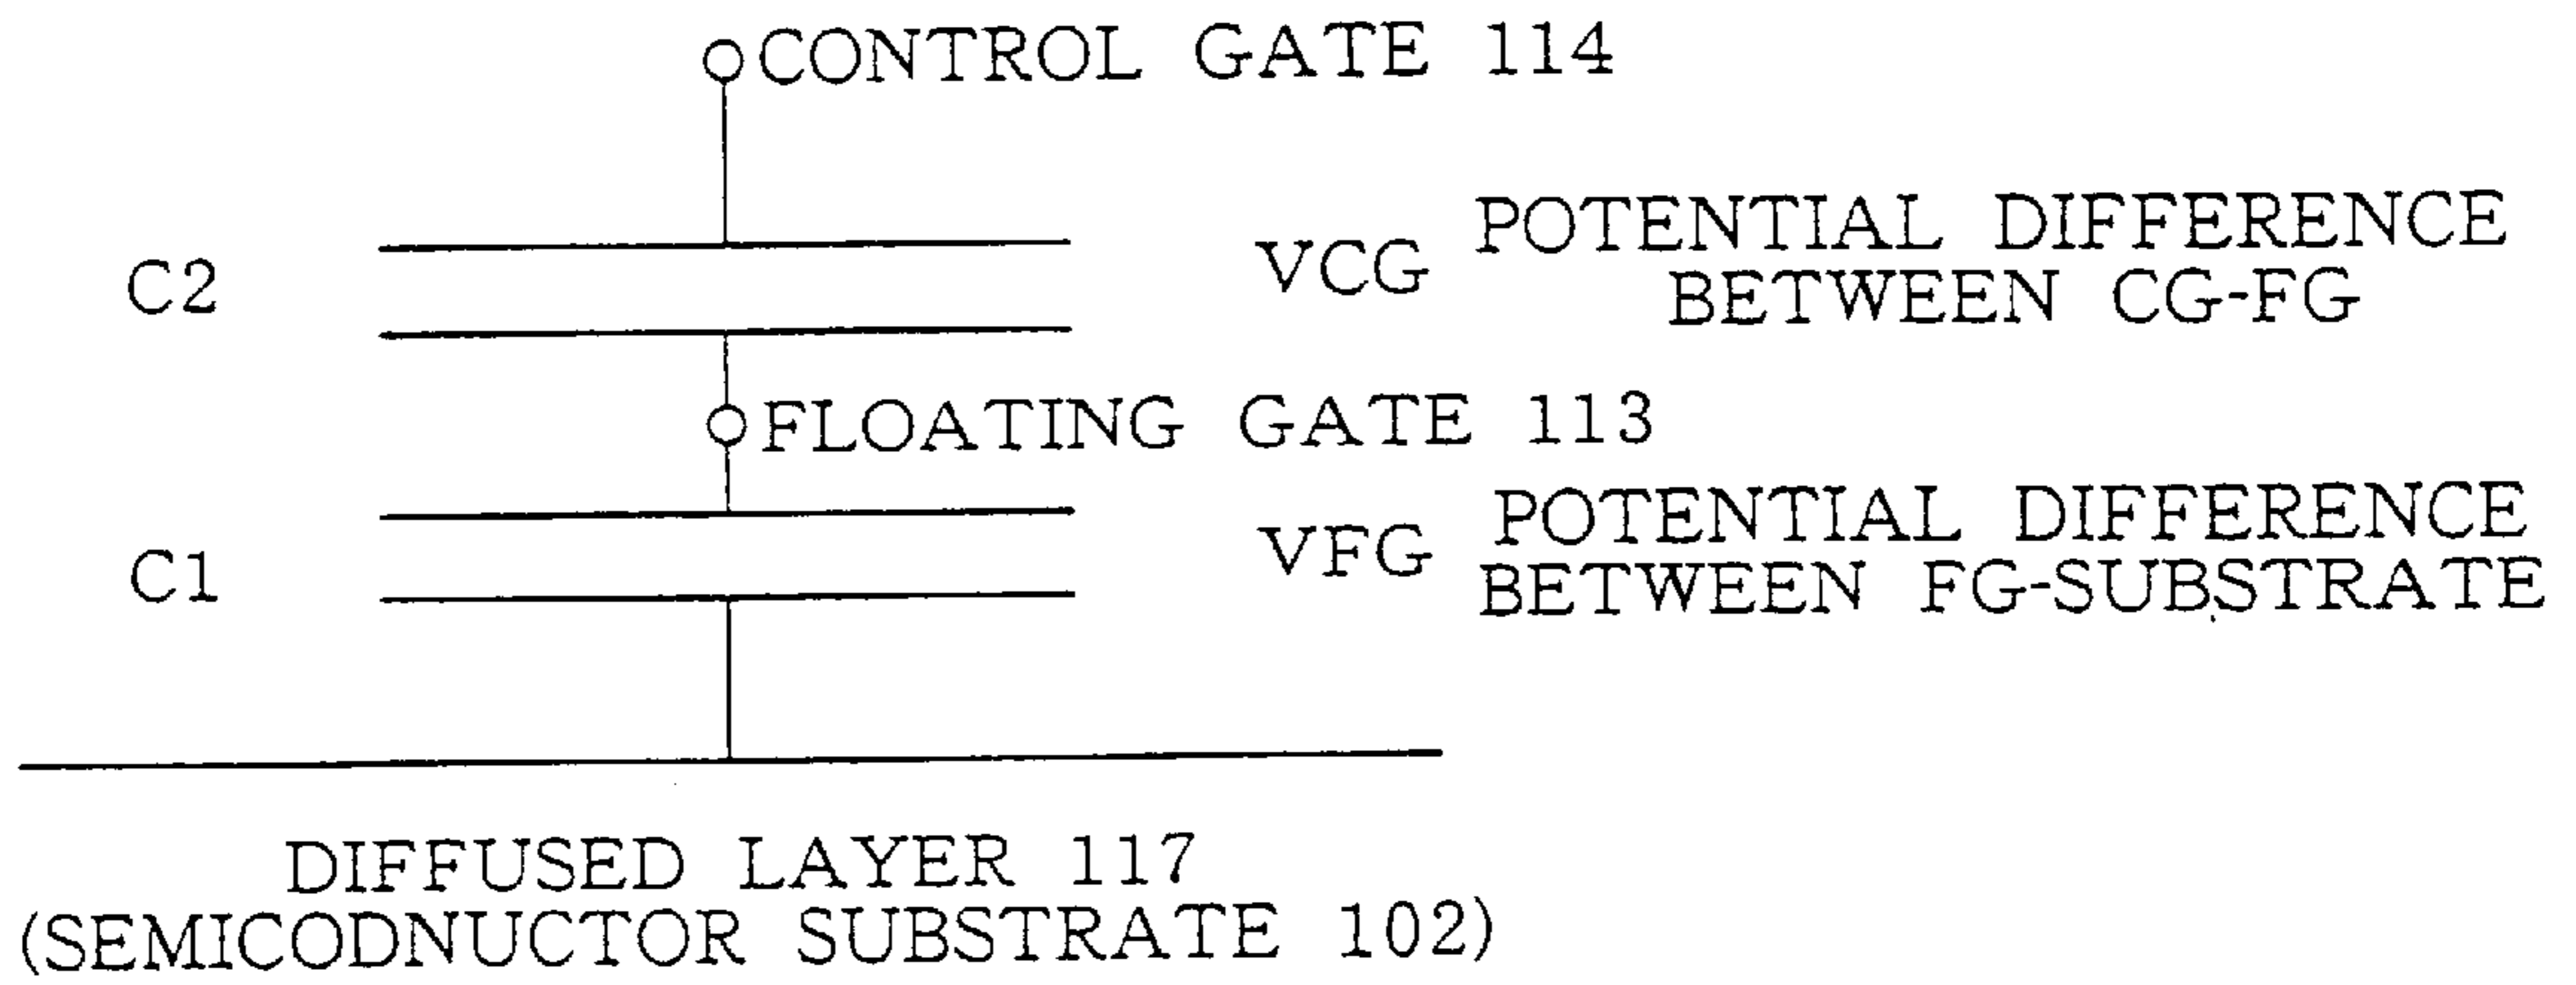 CONTROL GATE 114
C2
VCG
POTENTIAL DIFFERENCE
BETWEEN CG-FG
FLOATING GATE 113
C1
VFG
POTENTIAL DIFFERENCE
BETWEEN FG-SUBSTRATE
DIFFUSED LAYER 117
(SEMICODNUCTOR SUBSTRATE 102)